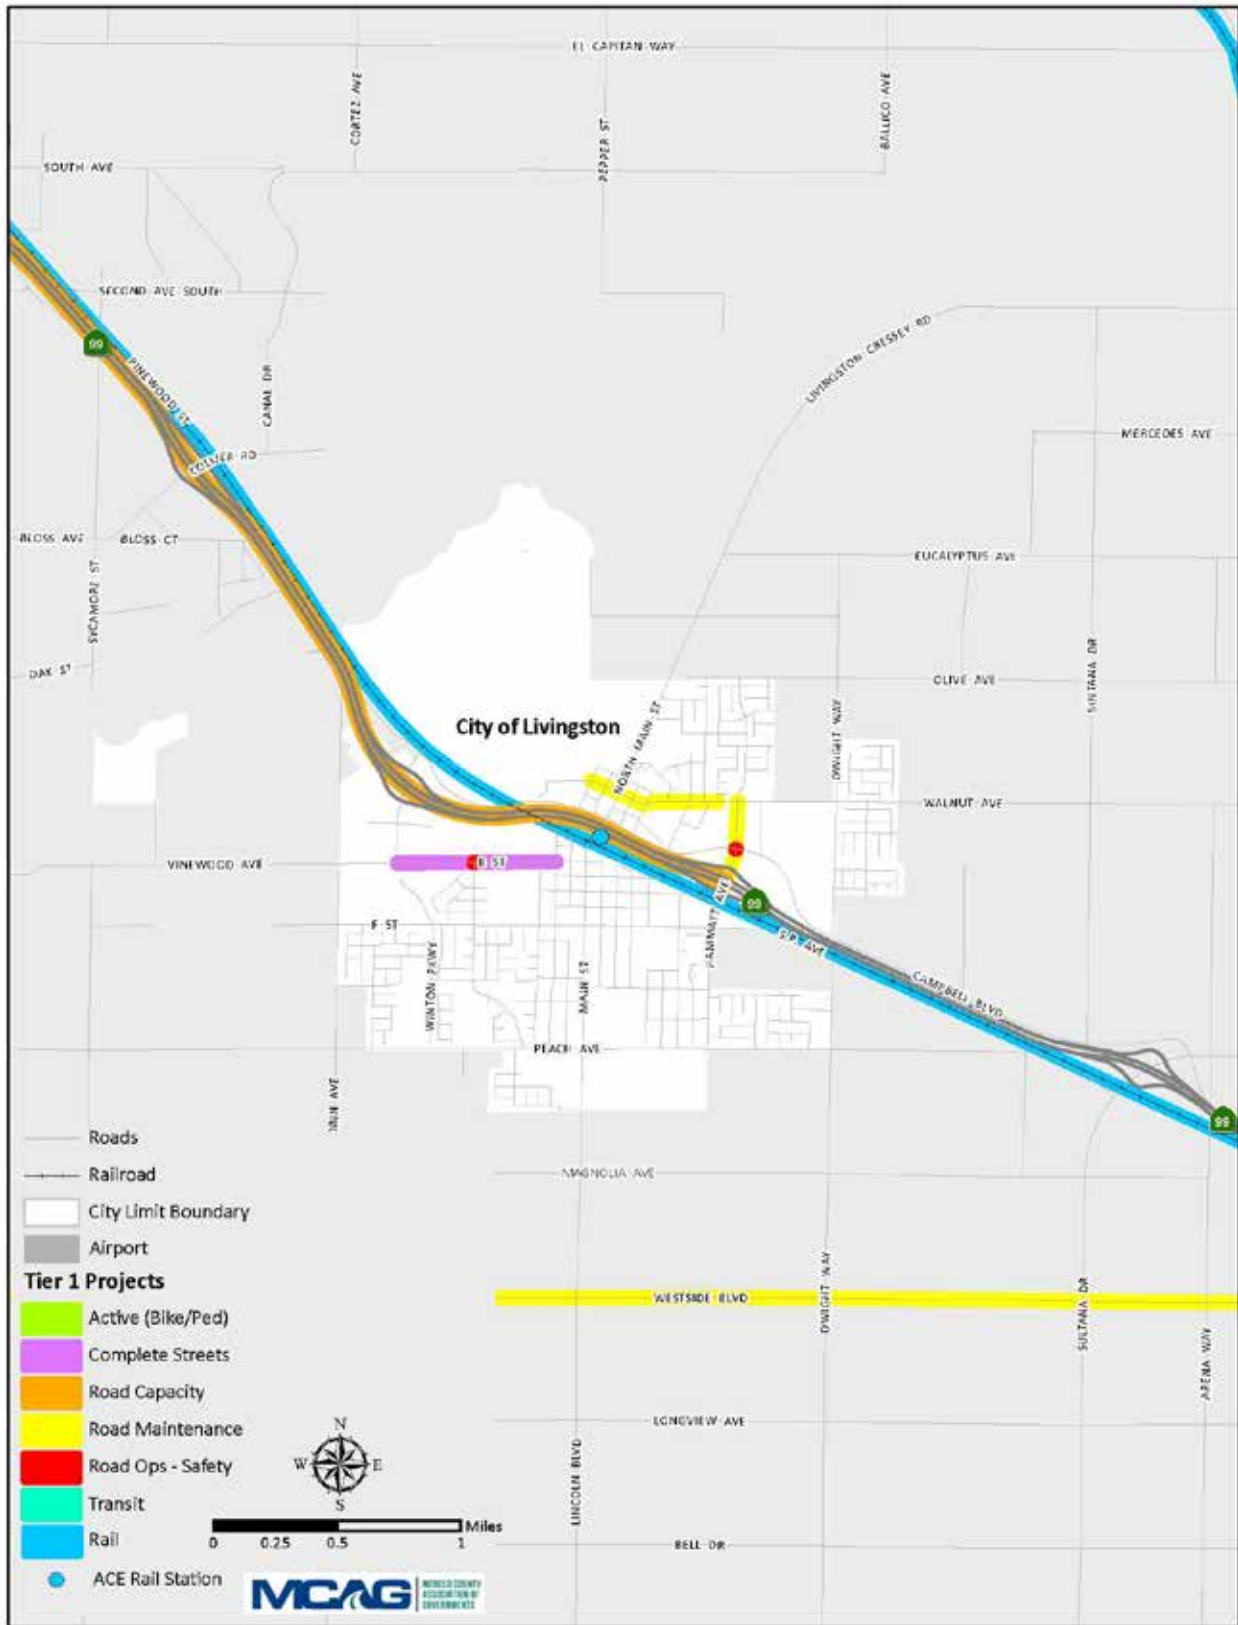 EL CAPITAN WAY
CORTEZ AVE
PEPPER ST
BALLICO AVE
SOUTH AVE
SECOND AVE SOUTH
LIVINGSTON CRESSEY RD
99
PINEWOOD ST
CANAL DR
COLLIER RD
MERCEDES AVE
BLOSS AVE
BLOSS CT
EUCALYPTUS AVE
SYCAMORE ST
OAK ST
OLIVE AVE
SULTANA DR
City of Livingston
NORTH MAIN ST
DWIGHT WAY
WALNUT AVE
VINEWOOD AVE
B ST
HAMMATT AVE
99
F ST
S.P. AVE
WINTON PKWY
MAIN ST
CAMPBELL BLVD
PEACH AVE
99
MAGNOLIA AVE
WESTSIDE BLVD
DWIGHT WAY
SULTANA DR
ARENA WAY
LONGVIEW AVE
LINCOLN BLVD
BELL DR
Roads
Railroad
City Limit Boundary
Airport
Tier 1 Projects
Active (Bike/Ped)
Complete Streets
Road Capacity
Road Maintenance
Road Ops - Safety
Transit
Rail
ACE Rail Station
N
W E
S
Miles
0 0.25 0.5 1
MCAG
MERCED COUNTY
ASSOCIATION OF
GOVERNMENTS